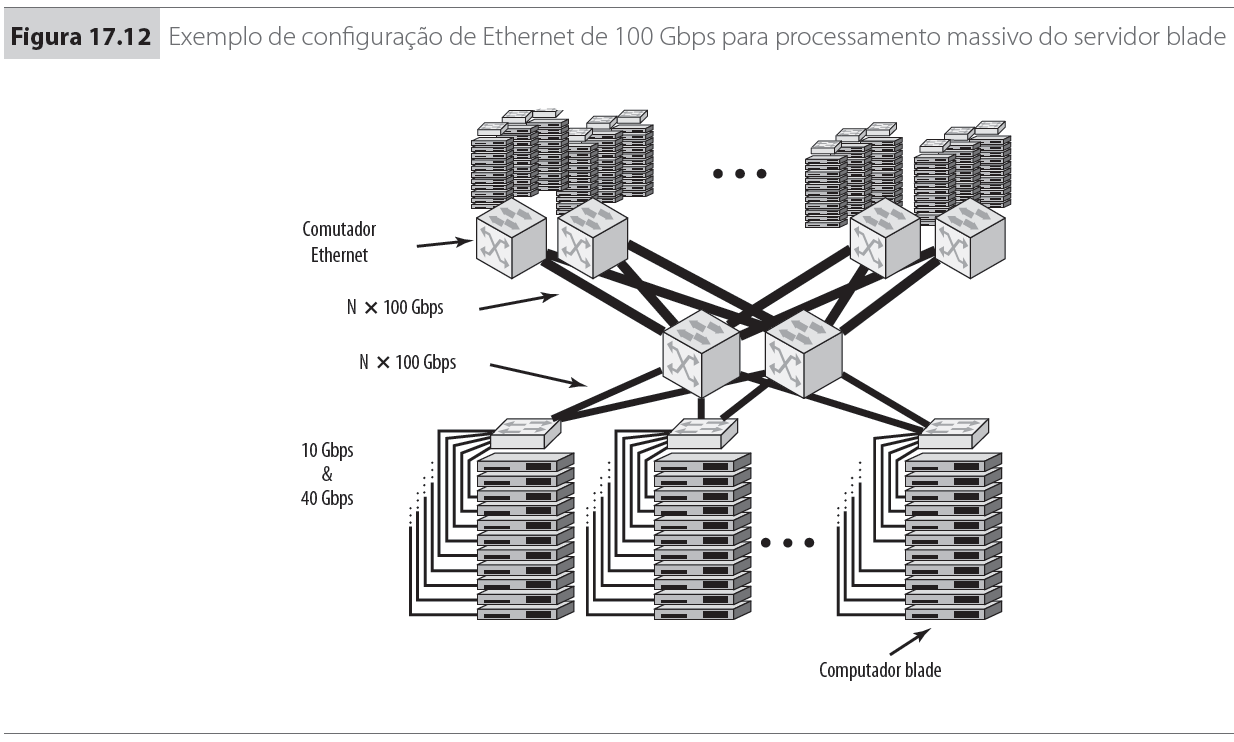 Figura 17.12 Exemplo de configuração de Ethernet de 100 Gbps para processamento massivo do servidor blade
Comutador
Ethernet
N × 100 Gbps
N × 100 Gbps
10 Gbps
&
40 Gbps
Computador blade